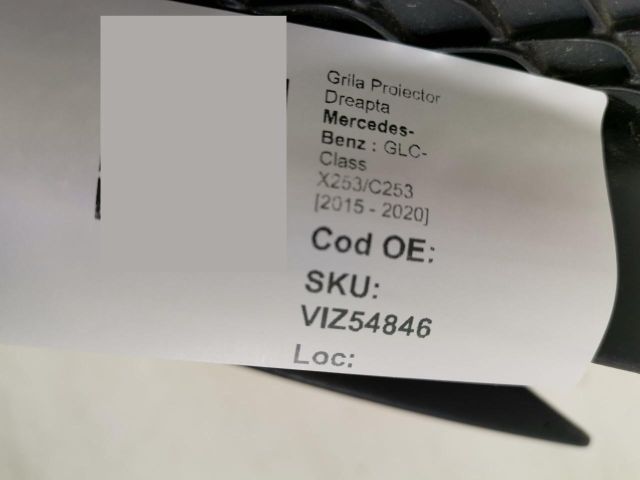 Grila Proiector
Dreapta
Mercedes-
Benz : GLC-
Class
X253/C253
[2015 - 2020]
Cod OE:
SKU:
VIZ54846
Loc: